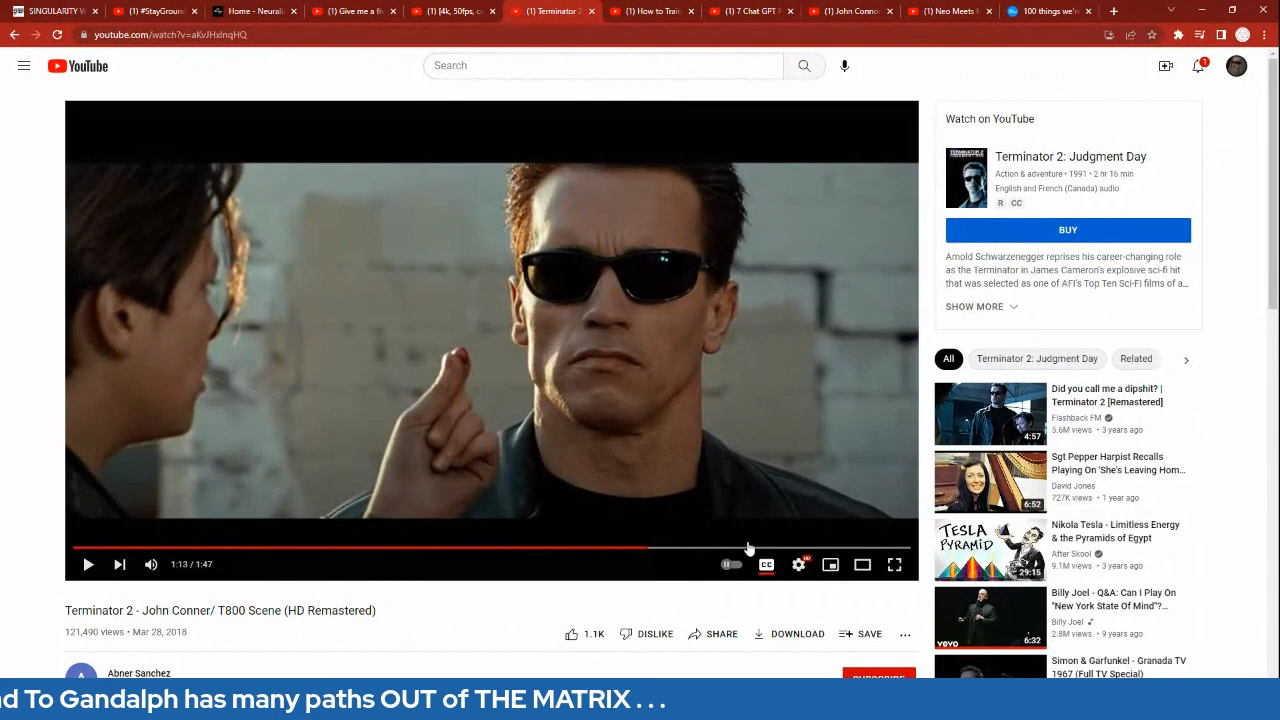 SINGULARITY W
(1) #StayGroun
Home - Neurali
(1) Give me a fi
(1) [4k, 50fps, c
(1) Terminator 2
(1) How to Train
(1) 7 Chat GPT P
(1) John Conno
(1) Neo Meets M
100 things we're
youtube.com/watch?v=aKvJHxlnqHQ
YouTube
Search
1
Watch on YouTube
TERMINATOR 2
Terminator 2: Judgment Day
Action & adventure • 1991 • 2 hr 16 min
English and French (Canada) audio
R CC
BUY
Arnold Schwarzenegger reprises his career-changing role
as the Terminator in James Cameron's explosive sci-fi hit
that was selected as one of AFI's Top Ten Sci-Fi films of a...
SHOW MORE
All Terminator 2: Judgment Day Related
Did you call me a dipshit? |
Terminator 2 [Remastered]
Flashback FM
5.6M views • 3 years ago
4:57
Sgt Pepper Harpist Recalls
Playing On 'She's Leaving Hom...
David Jones
727K views • 1 year ago
6:52
TESLA
PYRAMID
Nikola Tesla - Limitless Energy
& the Pyramids of Egypt
After Skool
9.1M views • 3 years ago
29:15
Billy Joel - Q&A: Can I Play On
"New York State Of Mind"?...
Billy Joel
2.8M views • 9 years ago
vevo
6:32
Simon & Garfunkel - Granada TV
1967 (Full TV Special)
1:13 / 1:47
CC
HD
Terminator 2 - John Conner/ T800 Scene (HD Remastered)
121,490 views • Mar 28, 2018
1.1K DISLIKE SHARE DOWNLOAD SAVE ...
A
Abner Sanchez
SUBSCRIBE
d To Gandalph has many paths OUT of THE MATRIX . . .